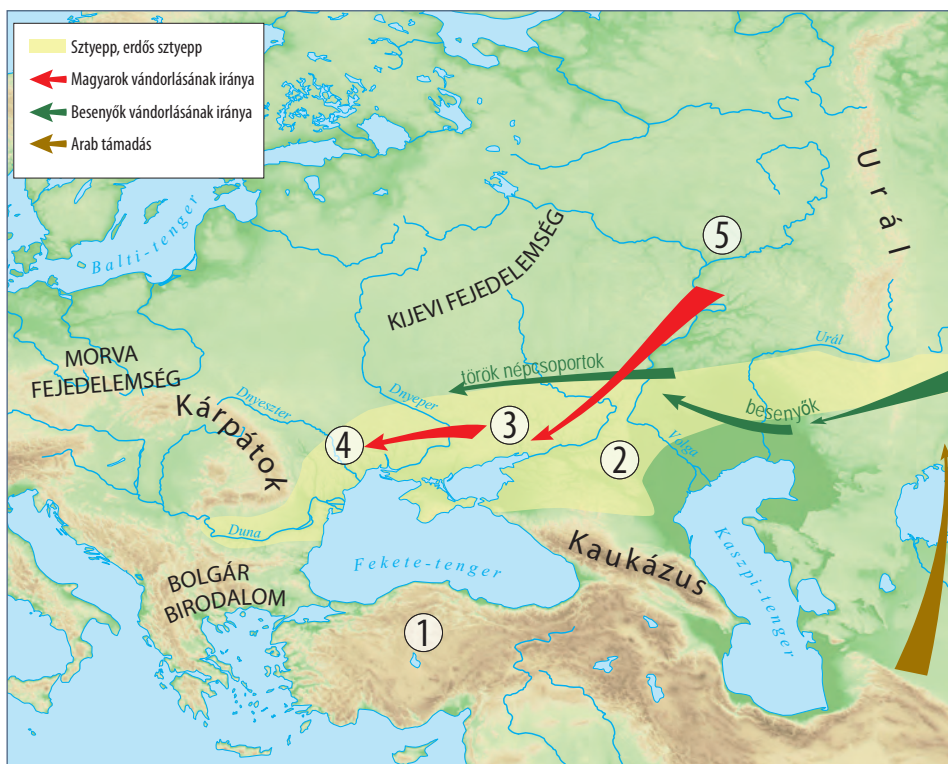 Sztyepp, erdős sztyepp
Magyarok vándorlásának iránya
Besenyők vándorlásának iránya
Arab támadás
Urál
5
Balti-tenger
KIJEVI FEJEDELEMSÉG
Urál
MORVA
FEJEDELEMSÉG
török népcsoportok
Dnyeszter
Dnyeper
besenyők
Kárpátok
3
4
2
Volga
Duna
Kaukázus
Fekete-tenger
Kaszpi-tenger
BOLGÁR
BIRODALOM
1